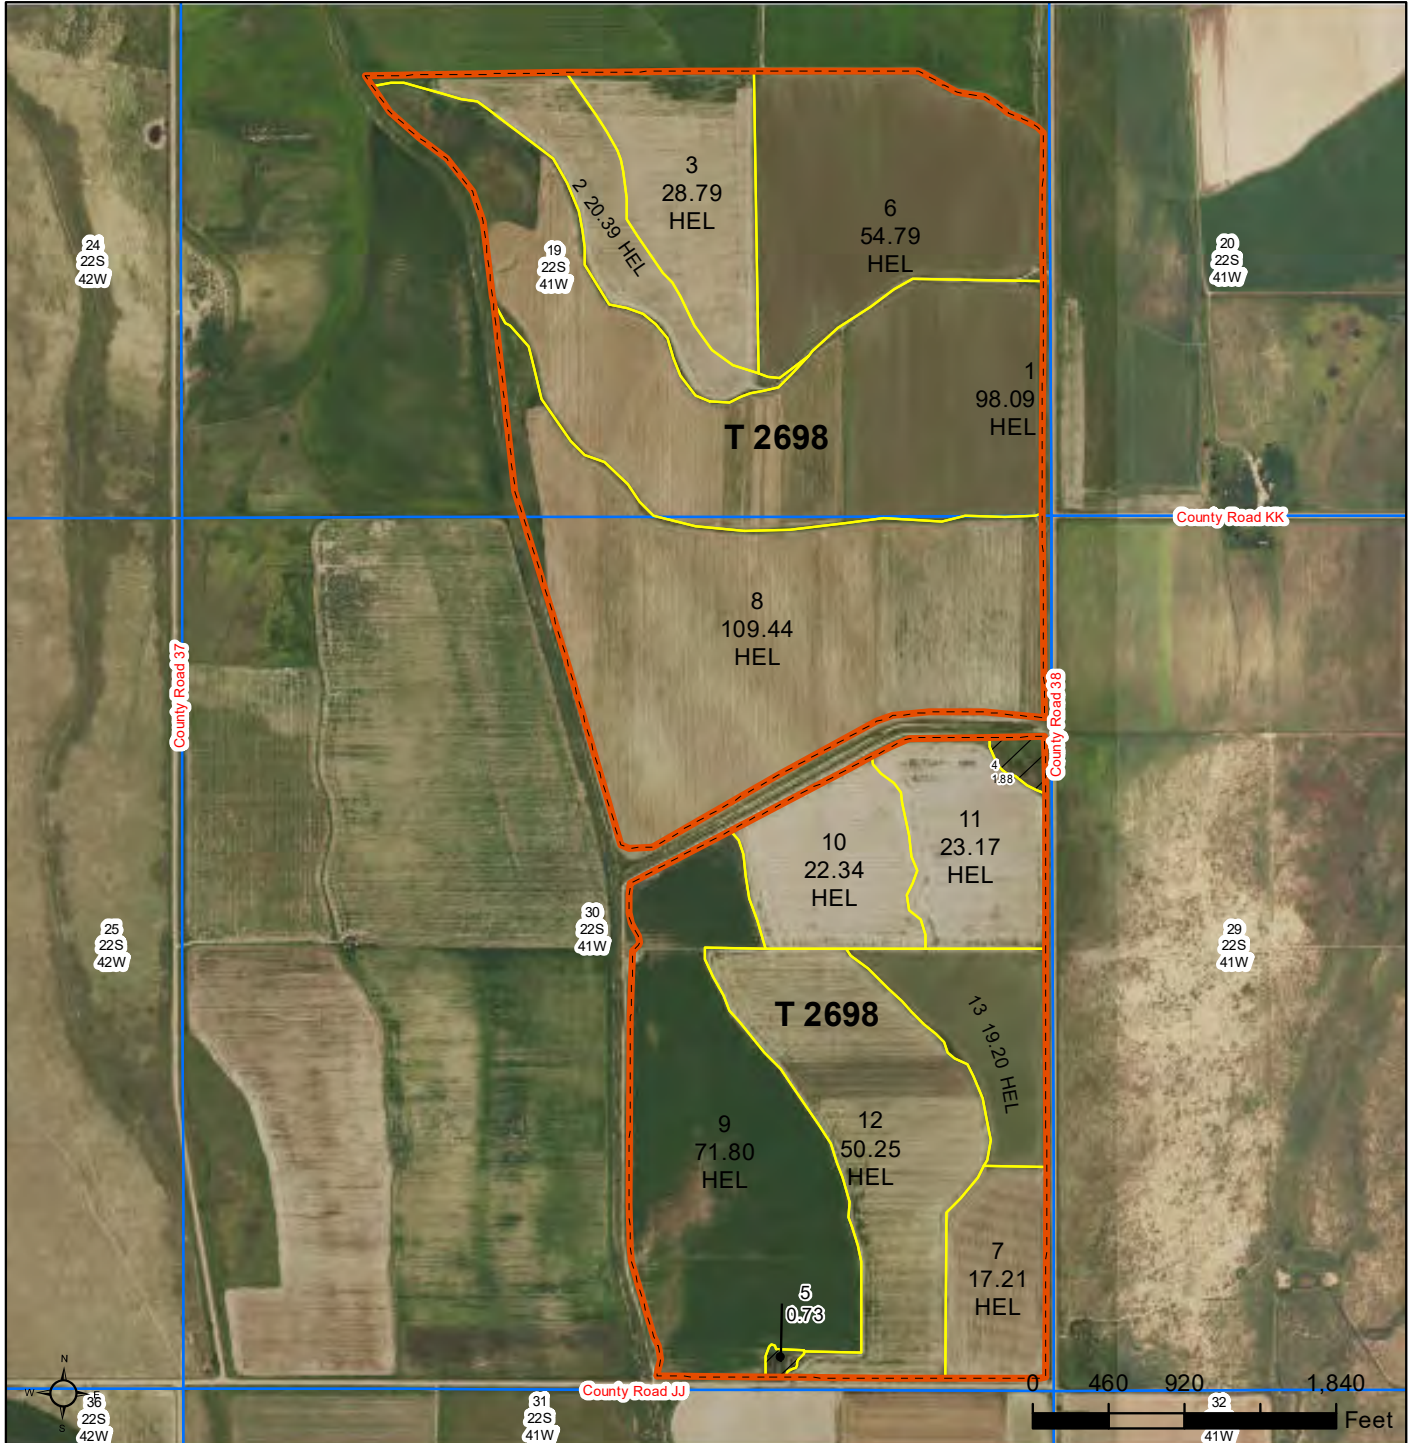 3
28.79
HEL
2 20.39 HEL
6
54.79
HEL
24
22S
42W
19
22S
41W
20
22S
41W
1
98.09
HEL
T 2698
County Road KK
8
109.44
HEL
County Road 37
County Road 38
4
1.88
10
22.34
HEL
11
23.17
HEL
25
22S
42W
30
22S
41W
29
22S
41W
T 2698
13 19.20 HEL
9
71.80
HEL
12
50.25
HEL
7
17.21
HEL
5
0.73
N
W
E
S
36
22S
42W
31
22S
41W
County Road JJ
0 460 920 1,840
Feet
32
41W